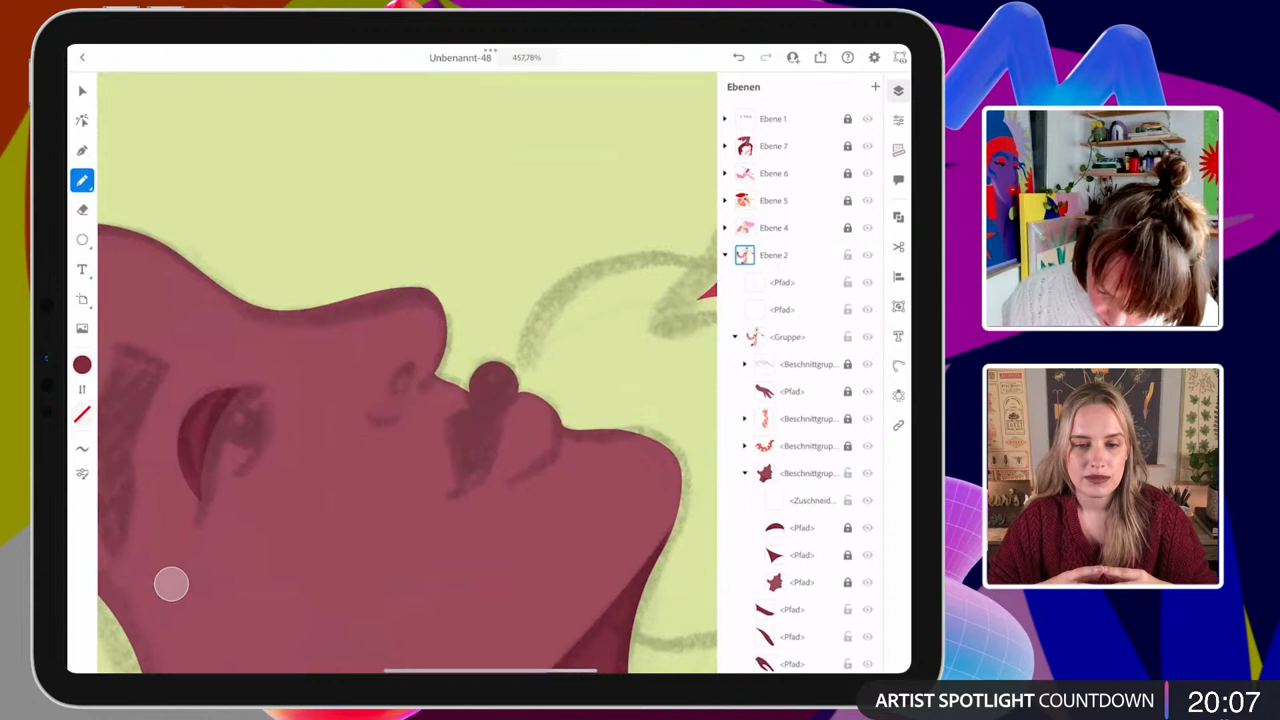 Unbenannt-48
457,78%
Ebenen
Ebene 1
Ebene 7
Ebene 6
Ebene 5
Ebene 4
Ebene 2
<Pfad>
<Pfad>
<Gruppe>
<Beschnittgrup...
<Pfad>
<Beschnittgrup...
<Beschnittgrup...
<Beschnittgrup...
<Zuschneid...
<Pfad>
<Pfad>
<Pfad>
<Pfad>
<Pfad>
<Pfad>
ARTIST SPOTLIGHT COUNTDOWN
20:07